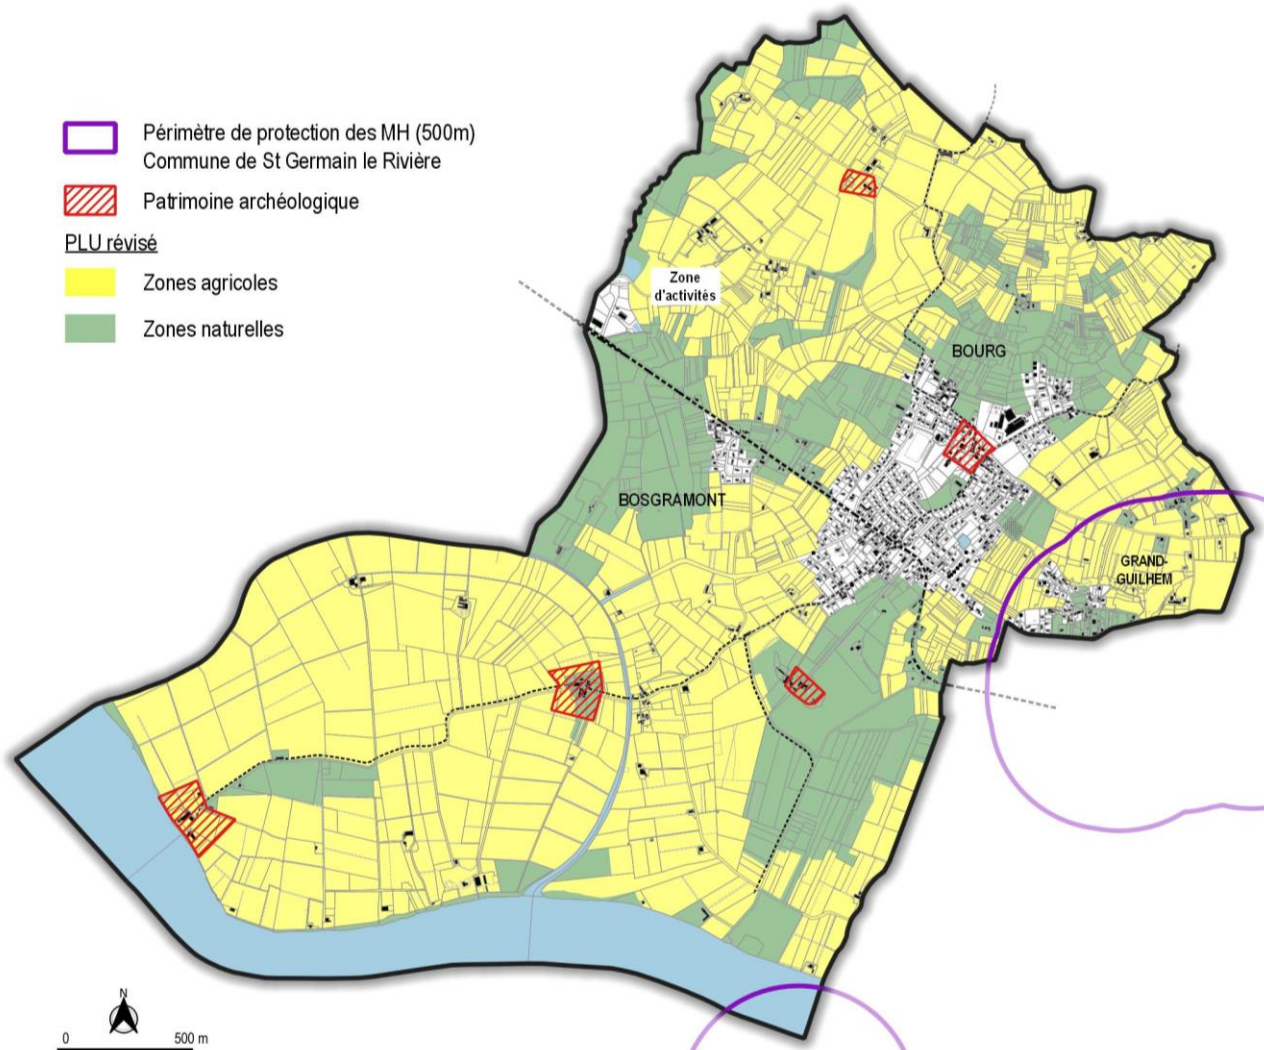 Périmètre de protection des MH (500m)
Commune de St Germain le Rivière
Patrimoine archéologique
PLU révisé
Zones agricoles
Zones naturelles
Zone
d'activités
BOURG
BOSGRAMONT
GRAND-
GUILHEM
N
0 500 m